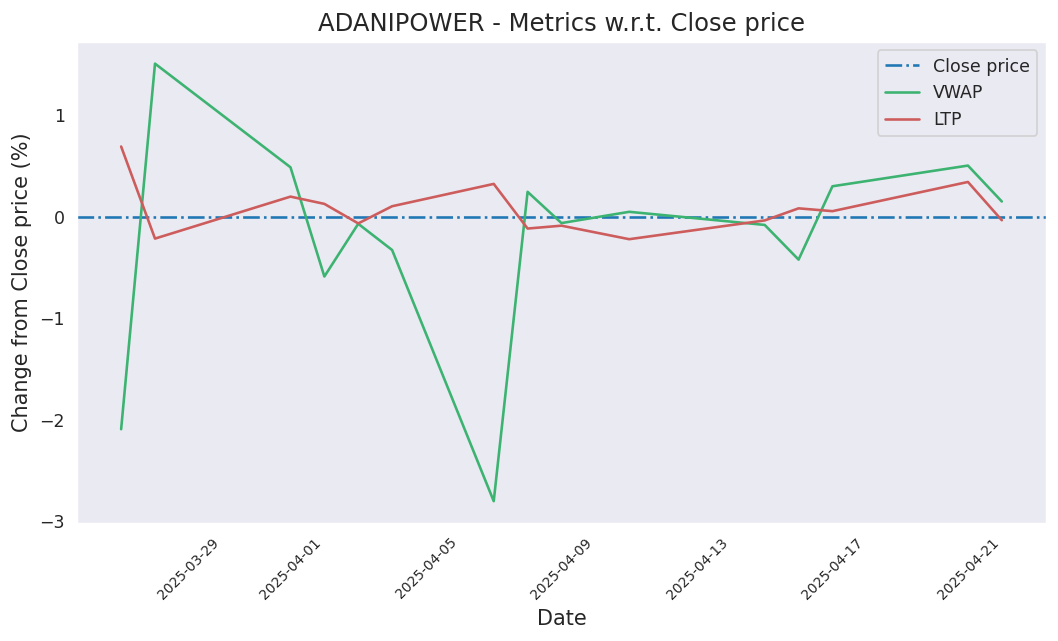 ADANIPOWER - Metrics w.r.t. Close price
Close price
VWAP
LTP
Change from Close price (%)
1
0
−1
−2
−3
2025-03-29
2025-04-01
2025-04-05
2025-04-09
2025-04-13
2025-04-17
2025-04-21
Date